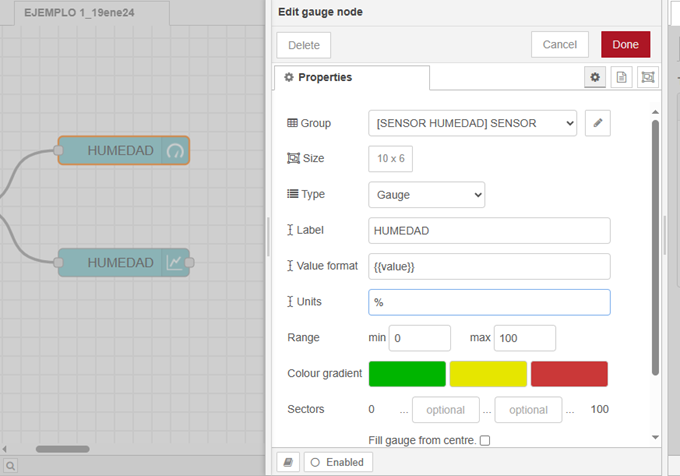 EJEMPLO 1_19ene24
Edit gauge node
Delete
Cancel
Done
Properties
Group
[SENSOR HUMEDAD] SENSOR
Size
10 x 6
Type
Gauge
Label
HUMEDAD
Value format
{{value}}
Units
%
Range
min
0
max
100
Colour gradient
Sectors
0
...
optional
...
optional
...
100
Fill gauge from centre.
Enabled
HUMEDAD
HUMEDAD